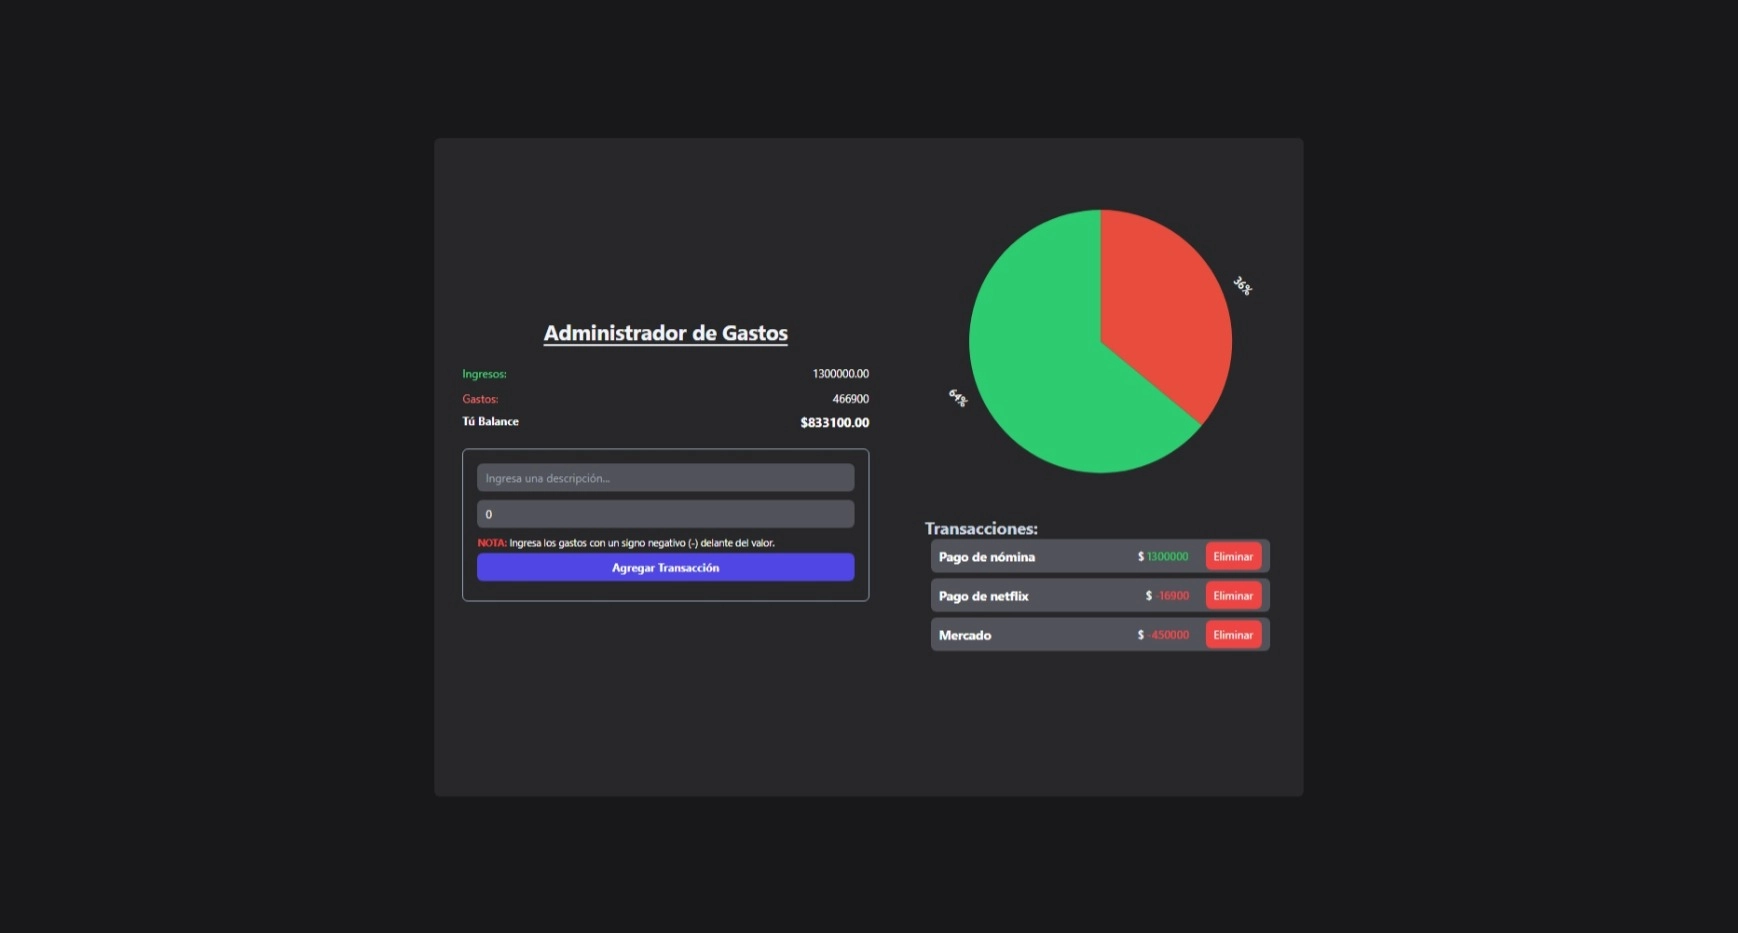 Administrador de Gastos
Ingresos: 1300000.00
Gastos: 466900
Tú Balance $833100.00
Ingresa una descripción...
0
NOTA: Ingresa los gastos con un signo negativo (-) delante del valor.
Agregar Transacción
36%
64%
Transacciones:
Pago de nómina $ 1300000 Eliminar
Pago de netflix $ -16900 Eliminar
Mercado $ -450000 Eliminar